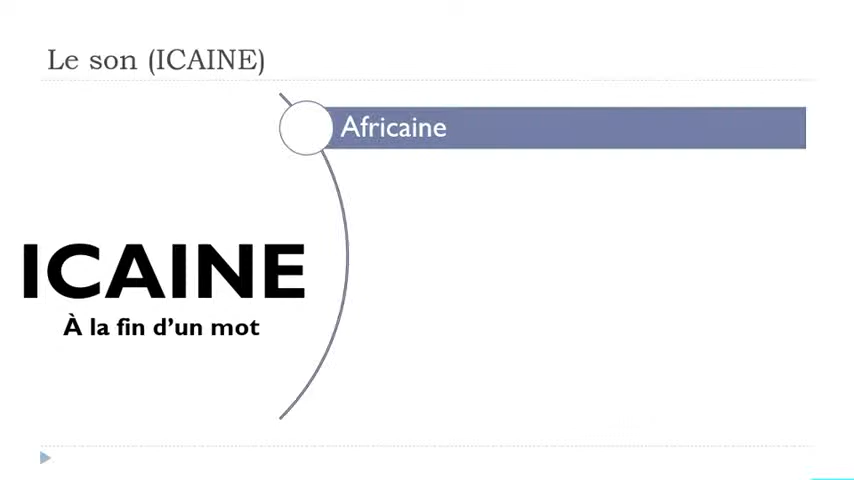 Le son (ICAINE)
Africaine
ICAINE
À la fin d'un mot